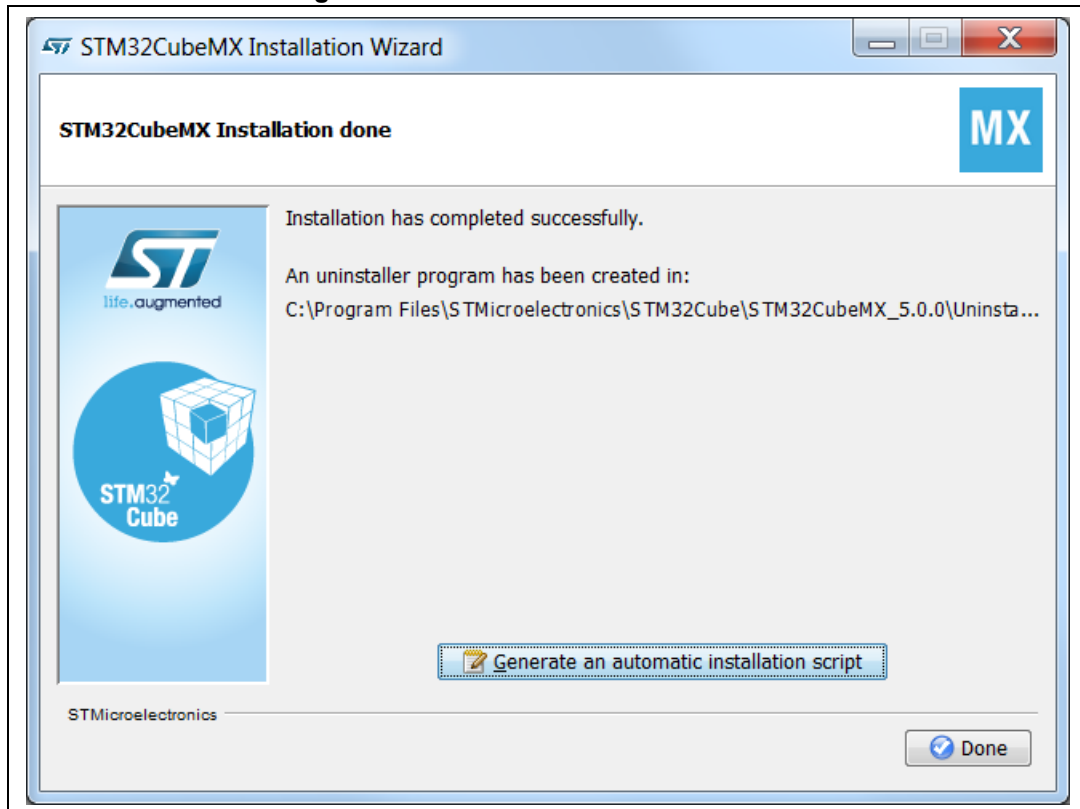 STM32CubeMX Installation Wizard
STM32CubeMX Installation done
MX
Installation has completed successfully.
An uninstaller program has been created in:
C:\Program Files\STMicroelectronics\STM32Cube\STM32CubeMX_5.0.0\Uninsta...
ST
life.augmented
STM32
Cube
Generate an automatic installation script
STMicroelectronics
Done